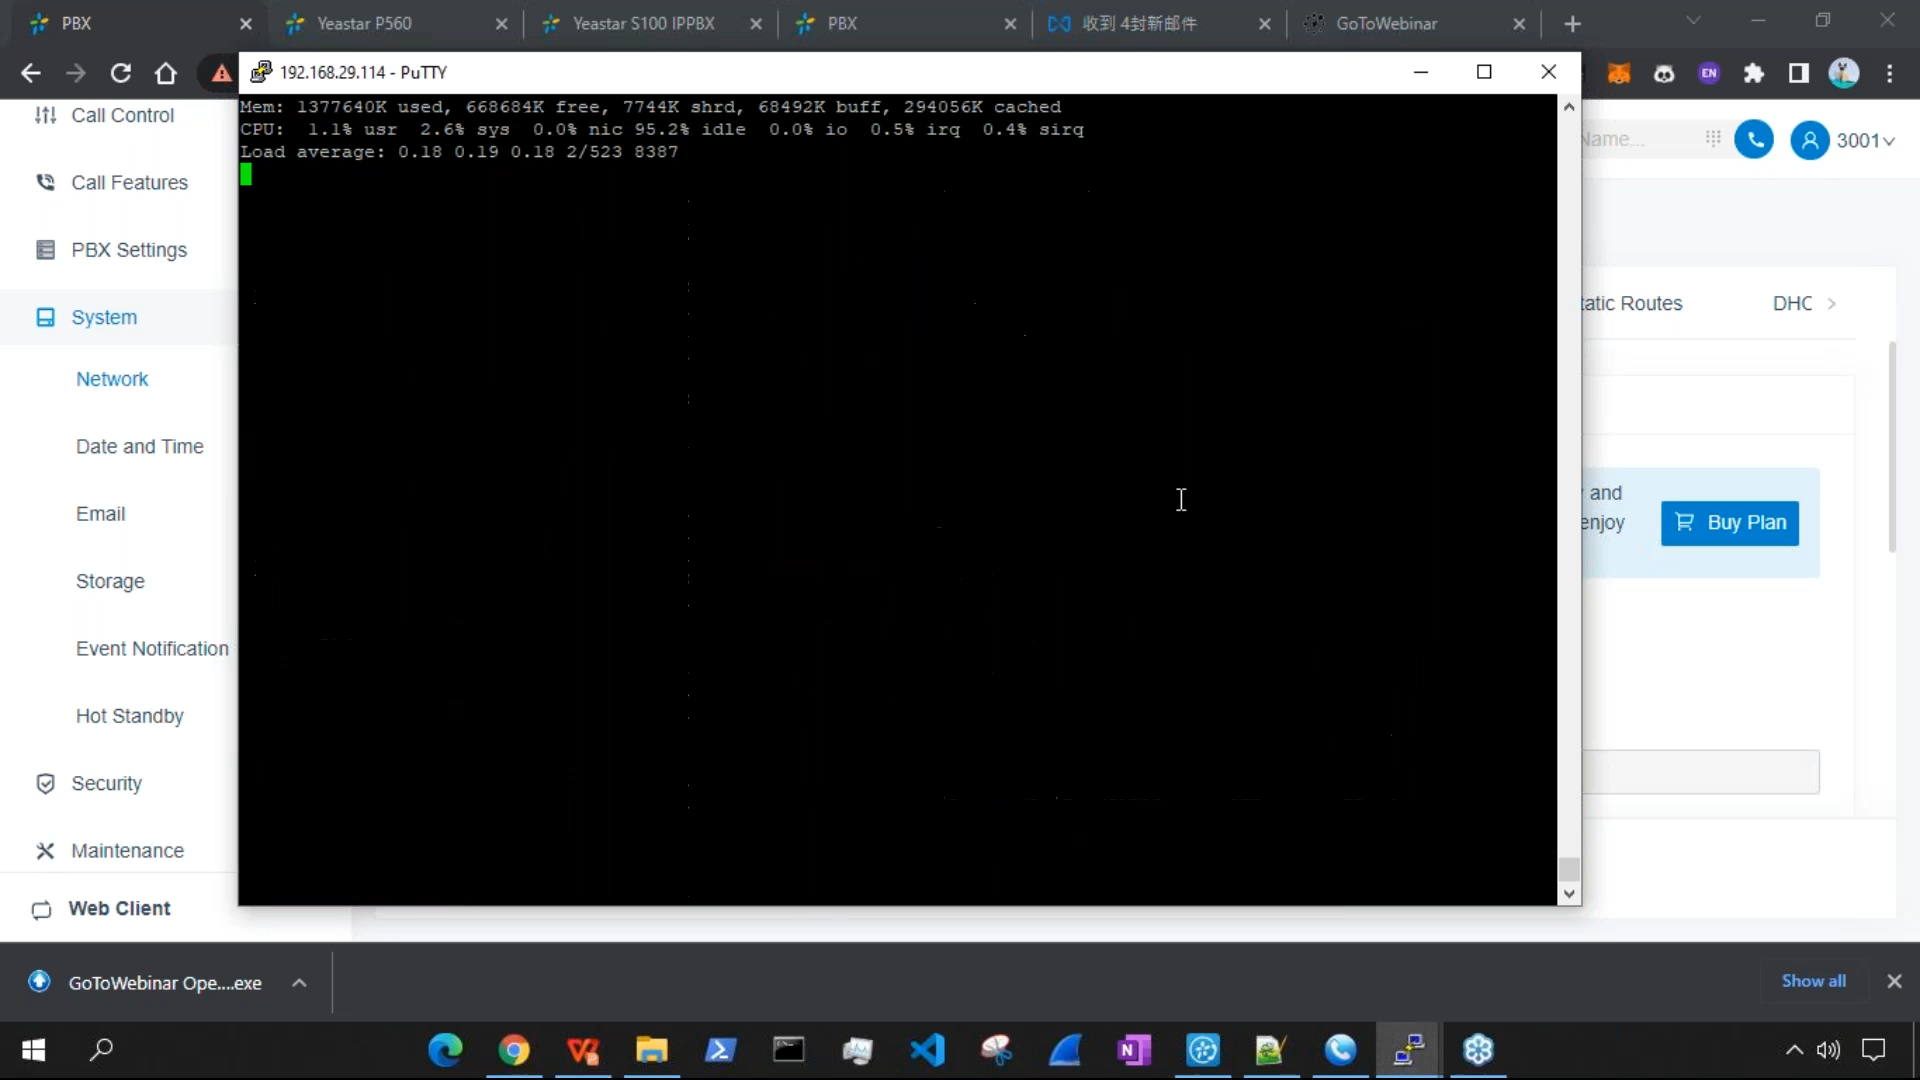 PBX
Yeastar P560
Yeastar S100 IPPBX
PBX
收到 4封新邮件
GoToWebinar
EN
192.168.29.114 - PuTTY
Mem: 1377640K used, 668684K free, 7744K shrd, 68492K buff, 294056K cached
CPU:  1.1% usr  2.6% sys  0.0% nic 95.2% idle  0.0% io  0.5% irq  0.4% sirq
Load average: 0.18 0.19 0.18 2/523 8387
Call Control
Call Features
PBX Settings
System
Network
Date and Time
Email
Storage
Event Notification
Hot Standby
Security
Maintenance
Web Client
Name...
3001
tatic Routes
DHC
and
enjoy
Buy Plan
GoToWebinar Ope....exe
Show all